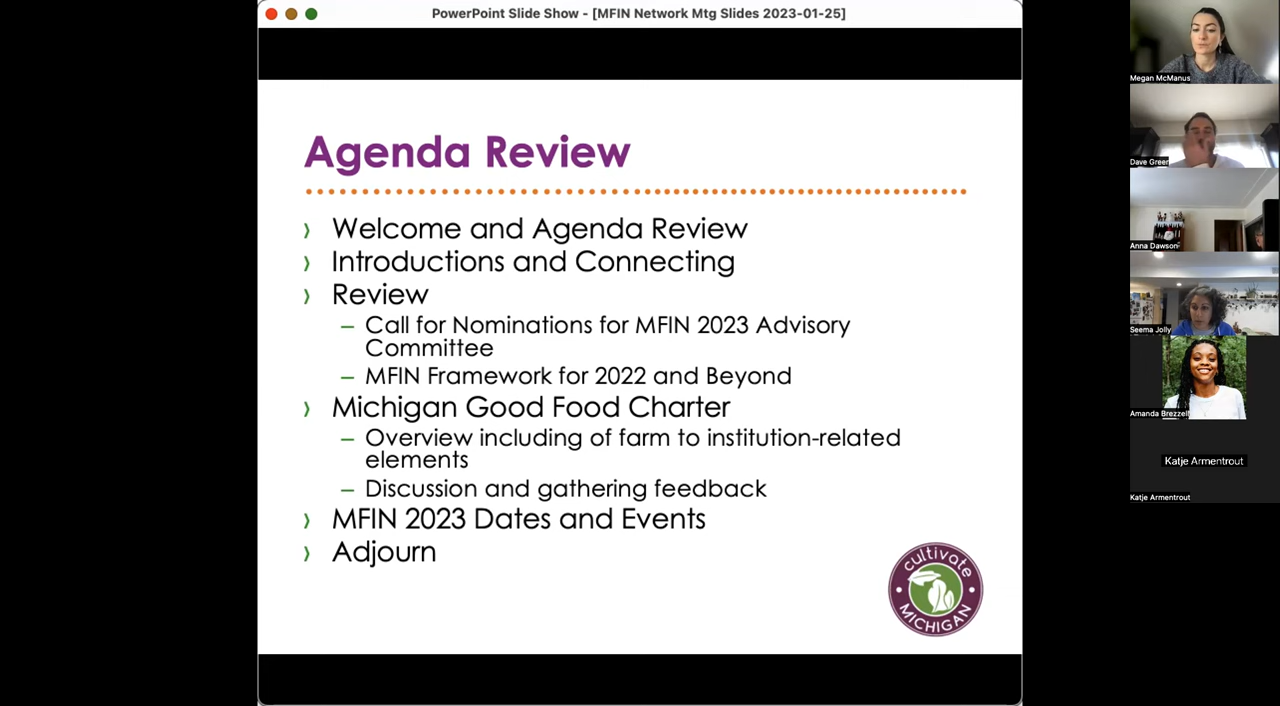 PowerPoint Slide Show - [MFIN Network Mtg Slides 2023-01-25]
Agenda Review
› Welcome and Agenda Review
› Introductions and Connecting
› Review
– Call for Nominations for MFIN 2023 Advisory
Committee
– MFIN Framework for 2022 and Beyond
› Michigan Good Food Charter
– Overview including of farm to institution-related
elements
– Discussion and gathering feedback
› MFIN 2023 Dates and Events
› Adjourn
cultivate
MICHIGAN
Megan McManus
Dave Greer
Anna Dawson
Seema Jolly
Amanda Brezzell
Katje Armentrout
Katje Armentrout